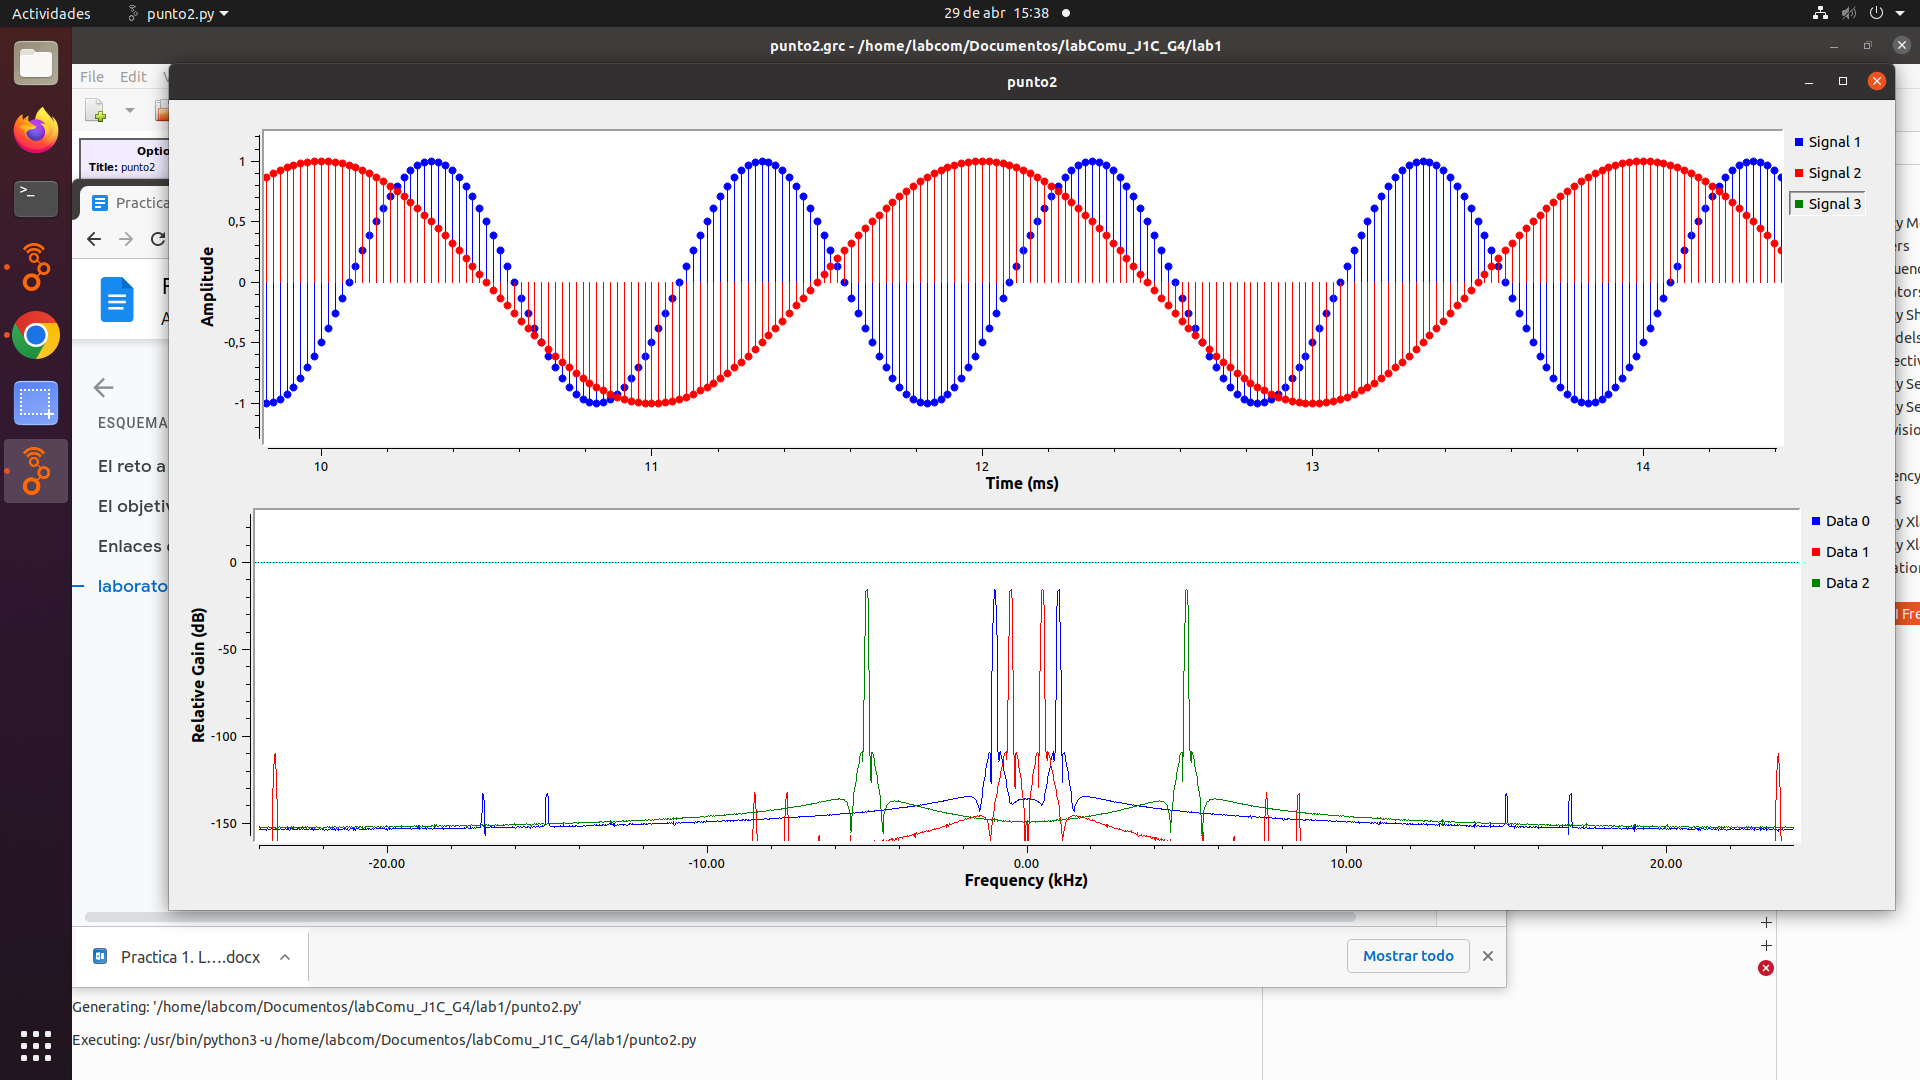 Actividades
punto2.py
29 de abr 15:38
punto2.grc - /home/labcom/Documentos/labComu_J1C_G4/lab1
File Edit
punto2
Optio
Title: punto2
Practica
ESQUEMA
El reto a
El objetiv
Enlaces
laborato
Signal 1
Signal 2
Signal 3
Amplitude
1
0,5
0
-0,5
-1
10 11 12 13 14
Time (ms)
Data 0
Data 1
Data 2
Relative Gain (dB)
0
-50
-100
-150
-20.00 -10.00 0.00 10.00 20.00
Frequency (kHz)
Practica 1. L....docx
Mostrar todo
Generating: '/home/labcom/Documentos/labComu_J1C_G4/lab1/punto2.py'
Executing: /usr/bin/python3 -u /home/labcom/Documentos/labComu_J1C_G4/lab1/punto2.py